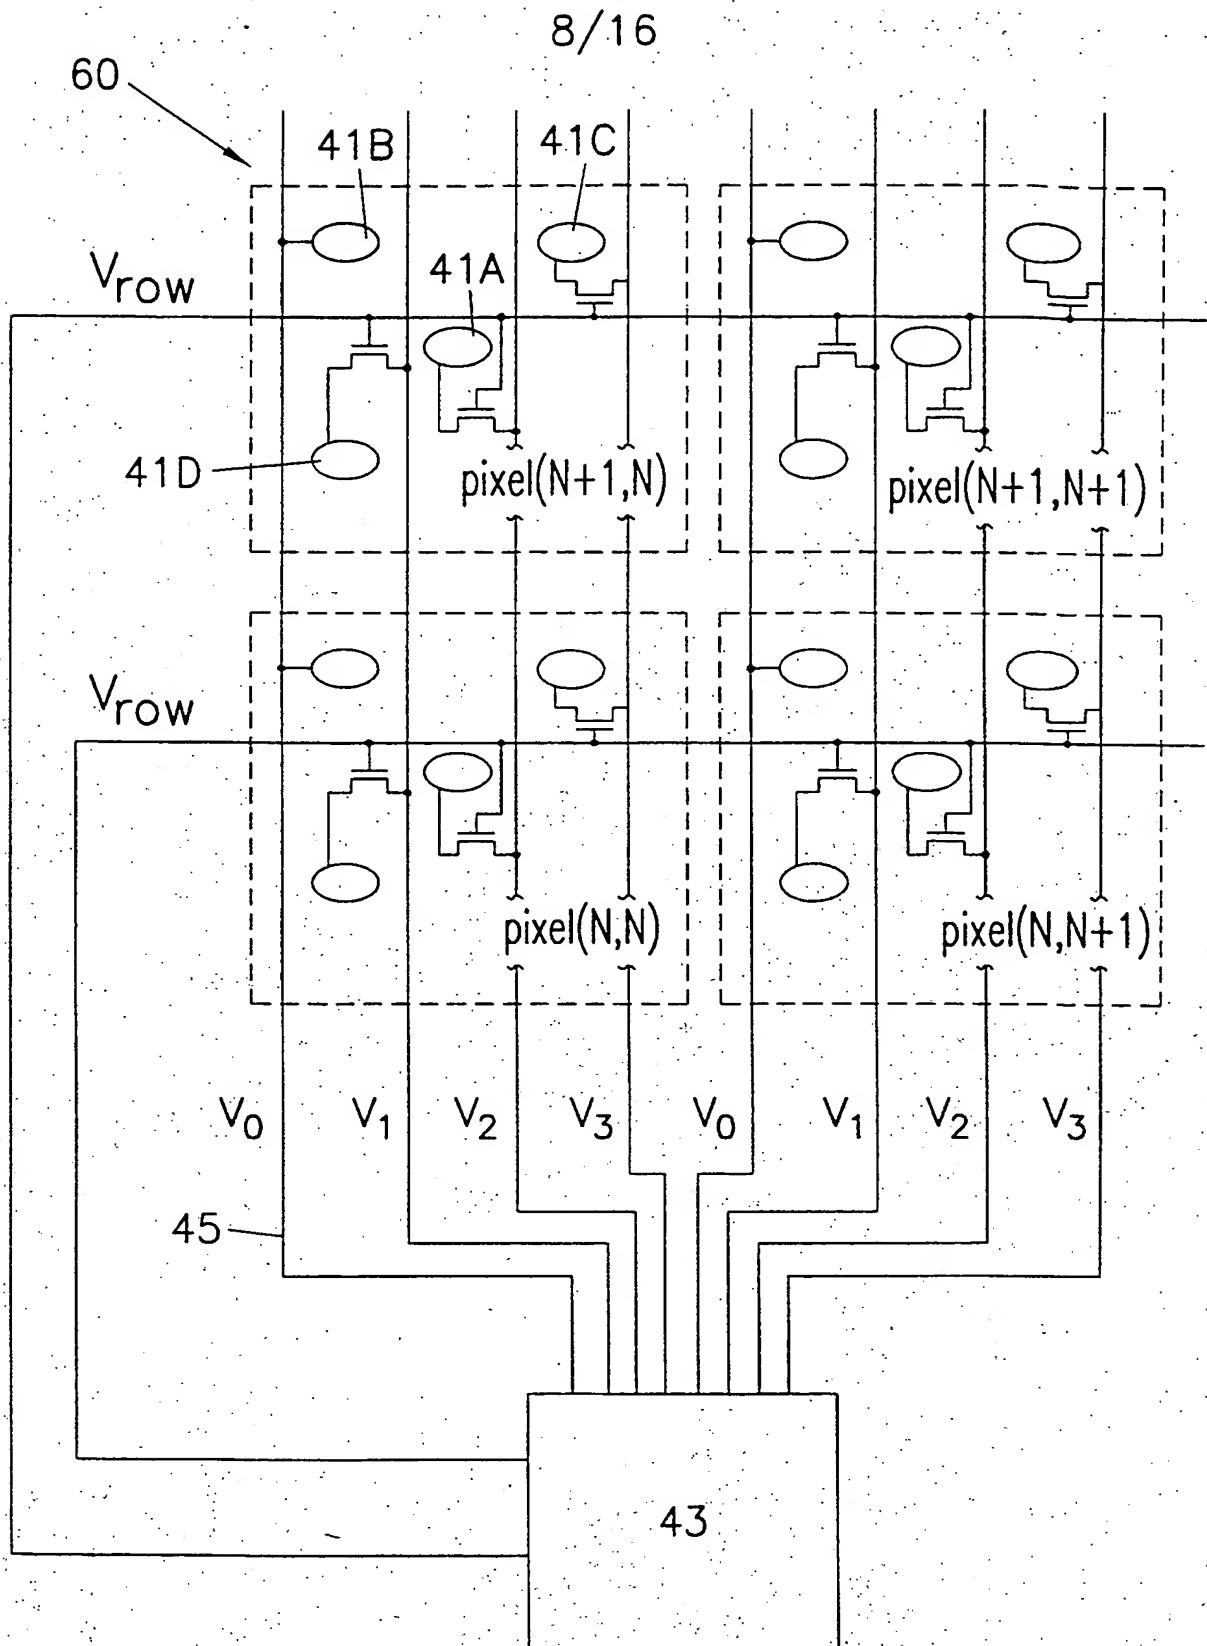 8/16
60
41B
41C
Vrow
41A
41D
pixel(N+1,N)
pixel(N+1,N+1)
Vrow
pixel(N,N)
pixel(N,N+1)
V0 V1 V2 V3 V0 V1 V2 V3
45
43